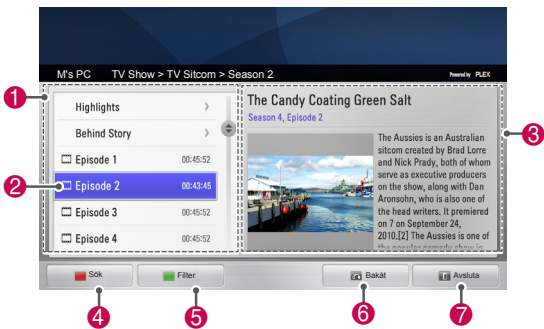 M's PC TV Show > TV Sitcom > Season 2
Powered by PLEX
1
Highlights
Behind Story
Episode 1 00:45:52
2
Episode 2 00:43:45
Episode 3 00:45:52
Episode 4 00:45:52
The Candy Coating Green Salt
Season 4, Episode 2
3
The Aussies is an Australian
sitcom created by Brad Lorre
and Nick Prady, both of whom
serve as executive producers
on the show, along with Dan
Aronsohn, who is also one of
the head writers. It premiered
on 7 on September 24,
2010.[2] The Aussies is one of
the popular comedy show in
Sök
Filter
Bakåt
Avsluta
4
5
6
7